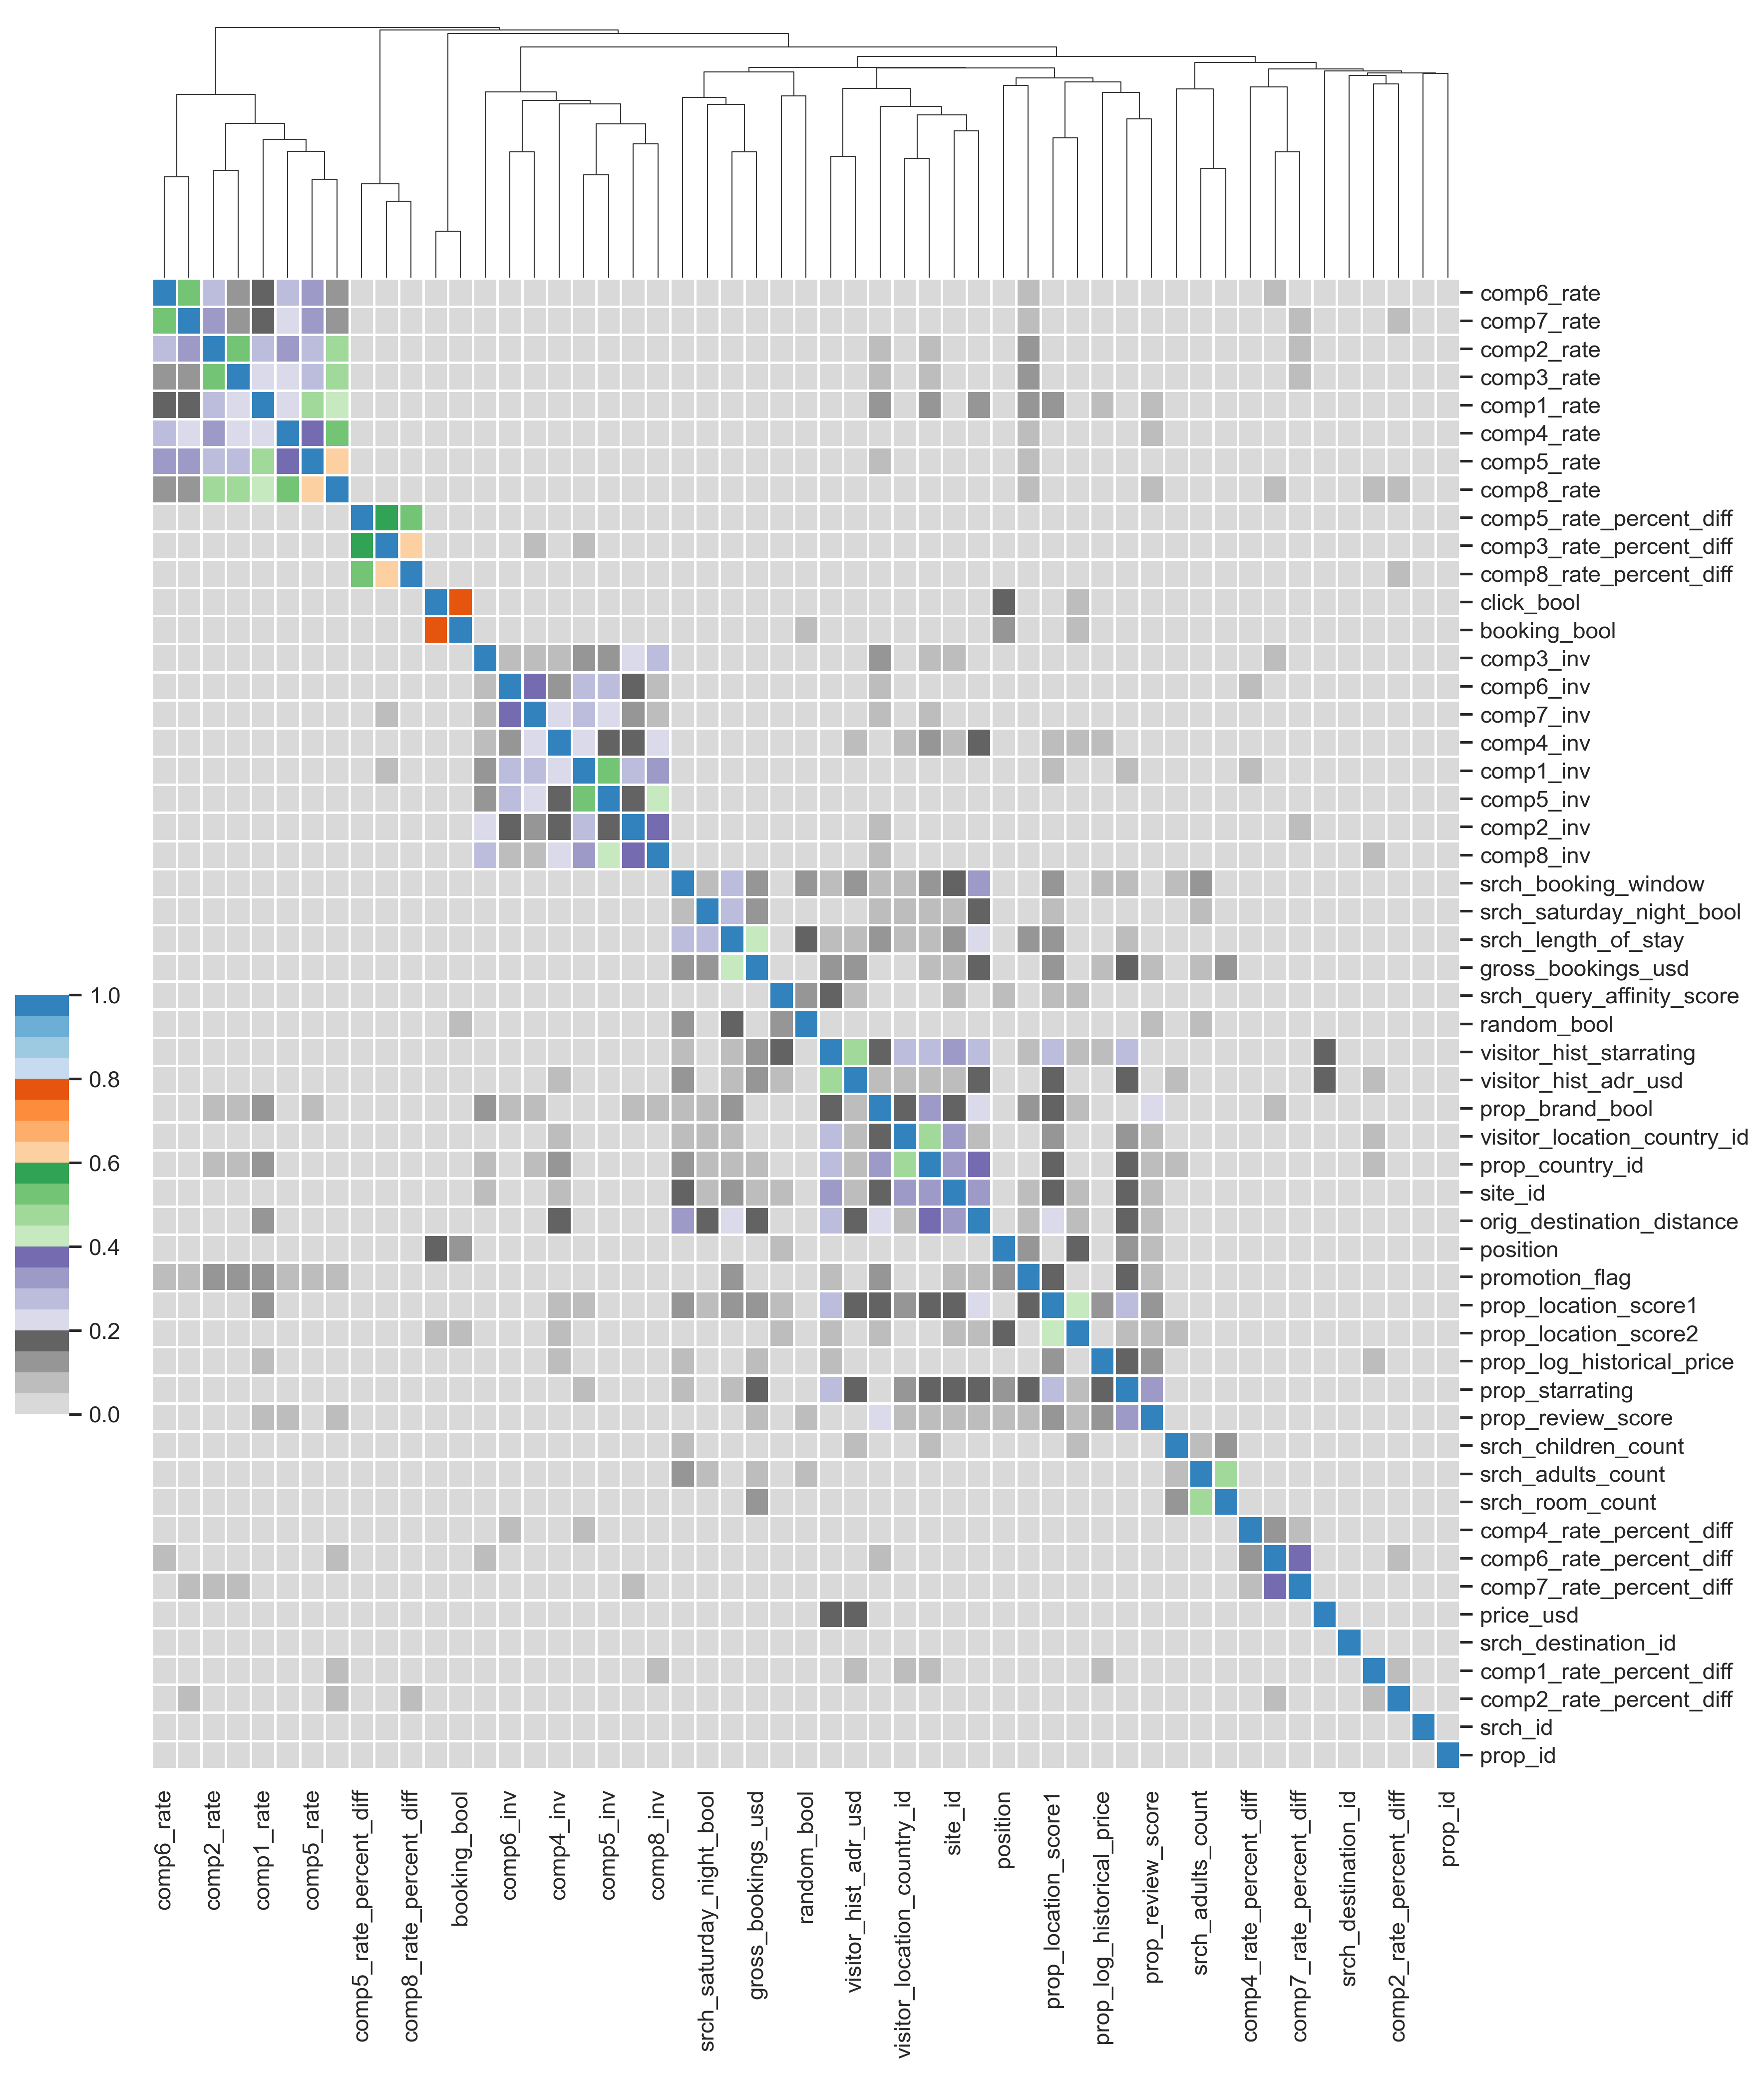 comp6_rate
comp7_rate
comp2_rate
comp3_rate
comp1_rate
comp4_rate
comp5_rate
comp8_rate
comp5_rate_percent_diff
comp3_rate_percent_diff
comp8_rate_percent_diff
click_bool
booking_bool
comp3_inv
comp6_inv
comp7_inv
comp4_inv
comp1_inv
comp5_inv
comp2_inv
comp8_inv
srch_booking_window
srch_saturday_night_bool
srch_length_of_stay
gross_bookings_usd
srch_query_affinity_score
random_bool
visitor_hist_starrating
visitor_hist_adr_usd
prop_brand_bool
visitor_location_country_id
prop_country_id
site_id
orig_destination_distance
position
promotion_flag
prop_location_score1
prop_location_score2
prop_log_historical_price
prop_starrating
prop_review_score
srch_children_count
srch_adults_count
srch_room_count
comp4_rate_percent_diff
comp6_rate_percent_diff
comp7_rate_percent_diff
price_usd
srch_destination_id
comp1_rate_percent_diff
comp2_rate_percent_diff
srch_id
prop_id
1.0
0.8
0.6
0.4
0.2
0.0
comp6_rate
comp2_rate
comp1_rate
comp5_rate
comp5_rate_percent_diff
comp8_rate_percent_diff
booking_bool
comp6_inv
comp4_inv
comp5_inv
comp8_inv
srch_saturday_night_bool
gross_bookings_usd
random_bool
visitor_hist_adr_usd
visitor_location_country_id
site_id
position
prop_location_score1
prop_log_historical_price
prop_review_score
srch_adults_count
comp4_rate_percent_diff
comp7_rate_percent_diff
srch_destination_id
comp2_rate_percent_diff
prop_id